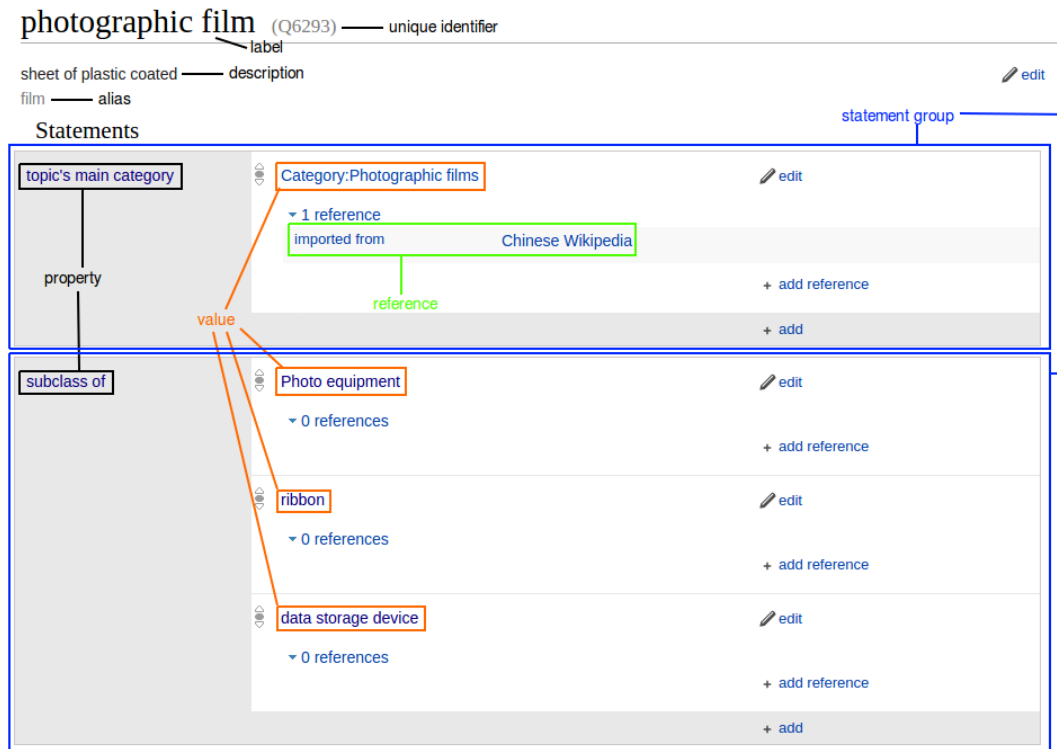 photographic film (Q6293) unique identifier
label
sheet of plastic coated description edit
film alias
statement group
Statements
topic's main category Category:Photographic films edit
1 reference
imported from Chinese Wikipedia
property + add reference
reference
value
+ add
subclass of Photo equipment edit
0 references
+ add reference
ribbon edit
0 references
+ add reference
data storage device edit
0 references
+ add reference
+ add